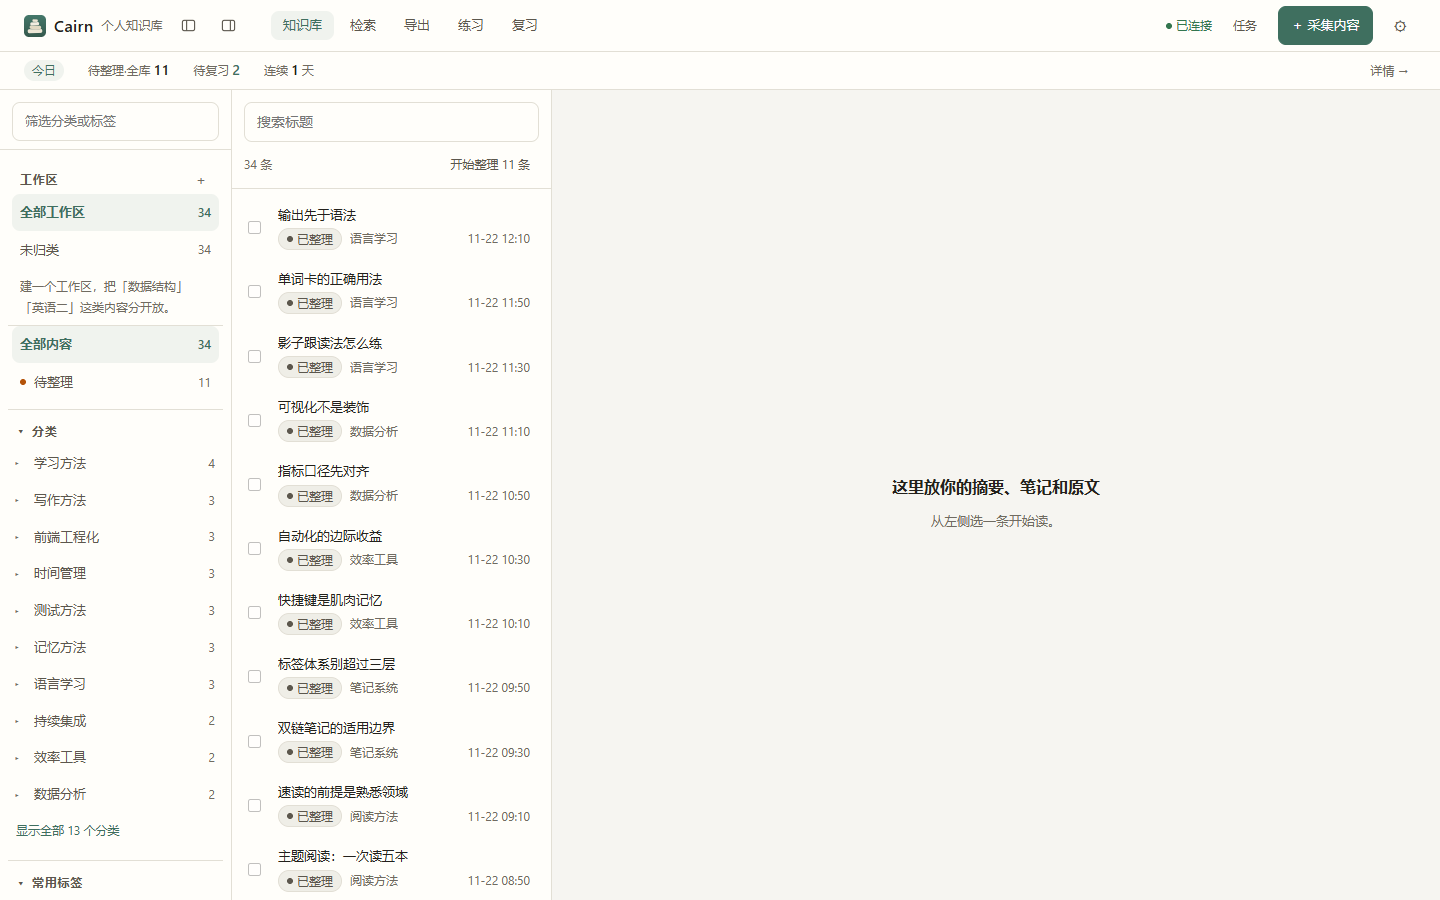 Cairn 个人知识库 知识库 检索 导出 练习 复习 已连接 任务 + 采集内容
今日 待整理·全库 11 待复习 2 连续 1 天 详情 →
筛选分类或标签
工作区 +
全部工作区 34
未归类 34
建一个工作区，把「数据结构」
「英语二」这类内容分开放。
全部内容 34
待整理 11
分类
学习方法 4
写作方法 3
前端工程化 3
时间管理 3
测试方法 3
记忆方法 3
语言学习 3
持续集成 2
效率工具 2
数据分析 2
显示全部 13 个分类
常用标签
搜索标题
34 条 开始整理 11 条
输出先于语法
已整理 语言学习 11-22 12:10
单词卡的正确用法
已整理 语言学习 11-22 11:50
影子跟读法怎么练
已整理 语言学习 11-22 11:30
可视化不是装饰
已整理 数据分析 11-22 11:10
指标口径先对齐
已整理 数据分析 11-22 10:50
自动化的边际收益
已整理 效率工具 11-22 10:30
快捷键是肌肉记忆
已整理 效率工具 11-22 10:10
标签体系别超过三层
已整理 笔记系统 11-22 09:50
双链笔记的适用边界
已整理 笔记系统 11-22 09:30
速读的前提是熟悉领域
已整理 阅读方法 11-22 09:10
主题阅读：一次读五本
已整理 阅读方法 11-22 08:50
这里放你的摘要、笔记和原文
从左侧选一条开始读。